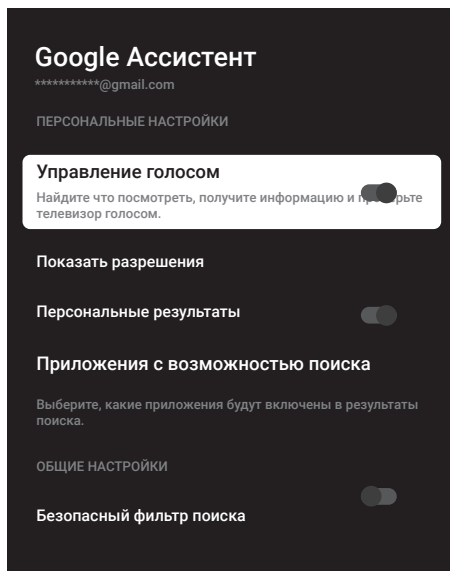 Google Ассистент
***********@gmail.com
ПЕРСОНАЛЬНЫЕ НАСТРОЙКИ
Управление голосом
Найдите что посмотреть, получите информацию и
телевизор голосом.
Показать разрешения
Персональные результаты
Приложения с возможностью поиска
Выберите, какие приложения будут включены в результаты
поиска.
ОБЩИЕ НАСТРОЙКИ
Безопасный фильтр поиска